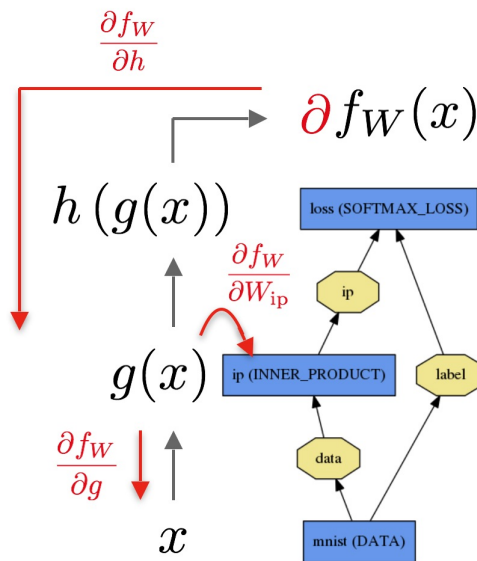 ∂f_W/∂h
∂f_W(x)
h (g(x))
loss (SOFTMAX_LOSS)
∂f_W/∂W_ip
ip
g(x)
ip (INNER_PRODUCT)
label
∂f_W/∂g
data
x
mnist (DATA)